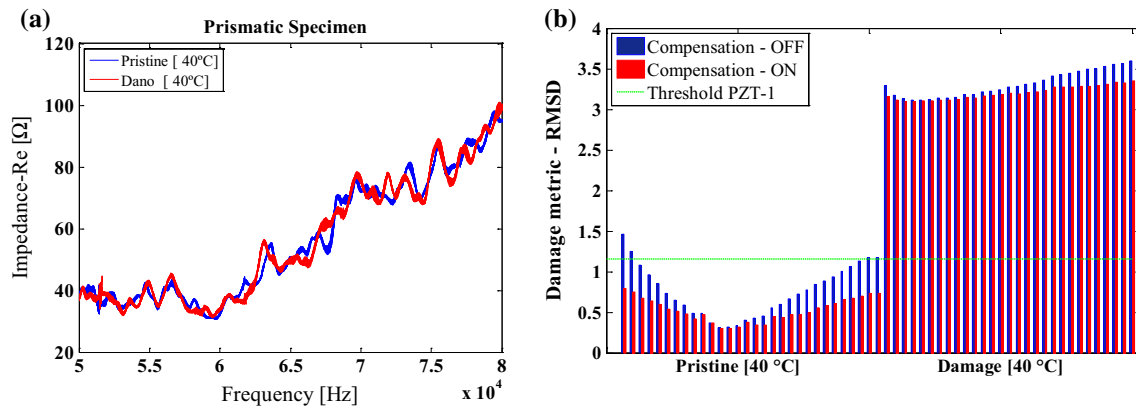 (a)
Prismatic Specimen
Pristine [ 40ºC]
Dano [ 40ºC]
Impedance-Re [Ω]
120
100
80
60
40
20
5
5.5
6
6.5
7
7.5
8
x 10^4
Frequency [Hz]
(b)
Compensation - OFF
Compensation - ON
Threshold PZT-1
Damage metric - RMSD
4
3.5
3
2.5
2
1.5
1
0.5
0
Pristine [40 °C]
Damage [40 °C]